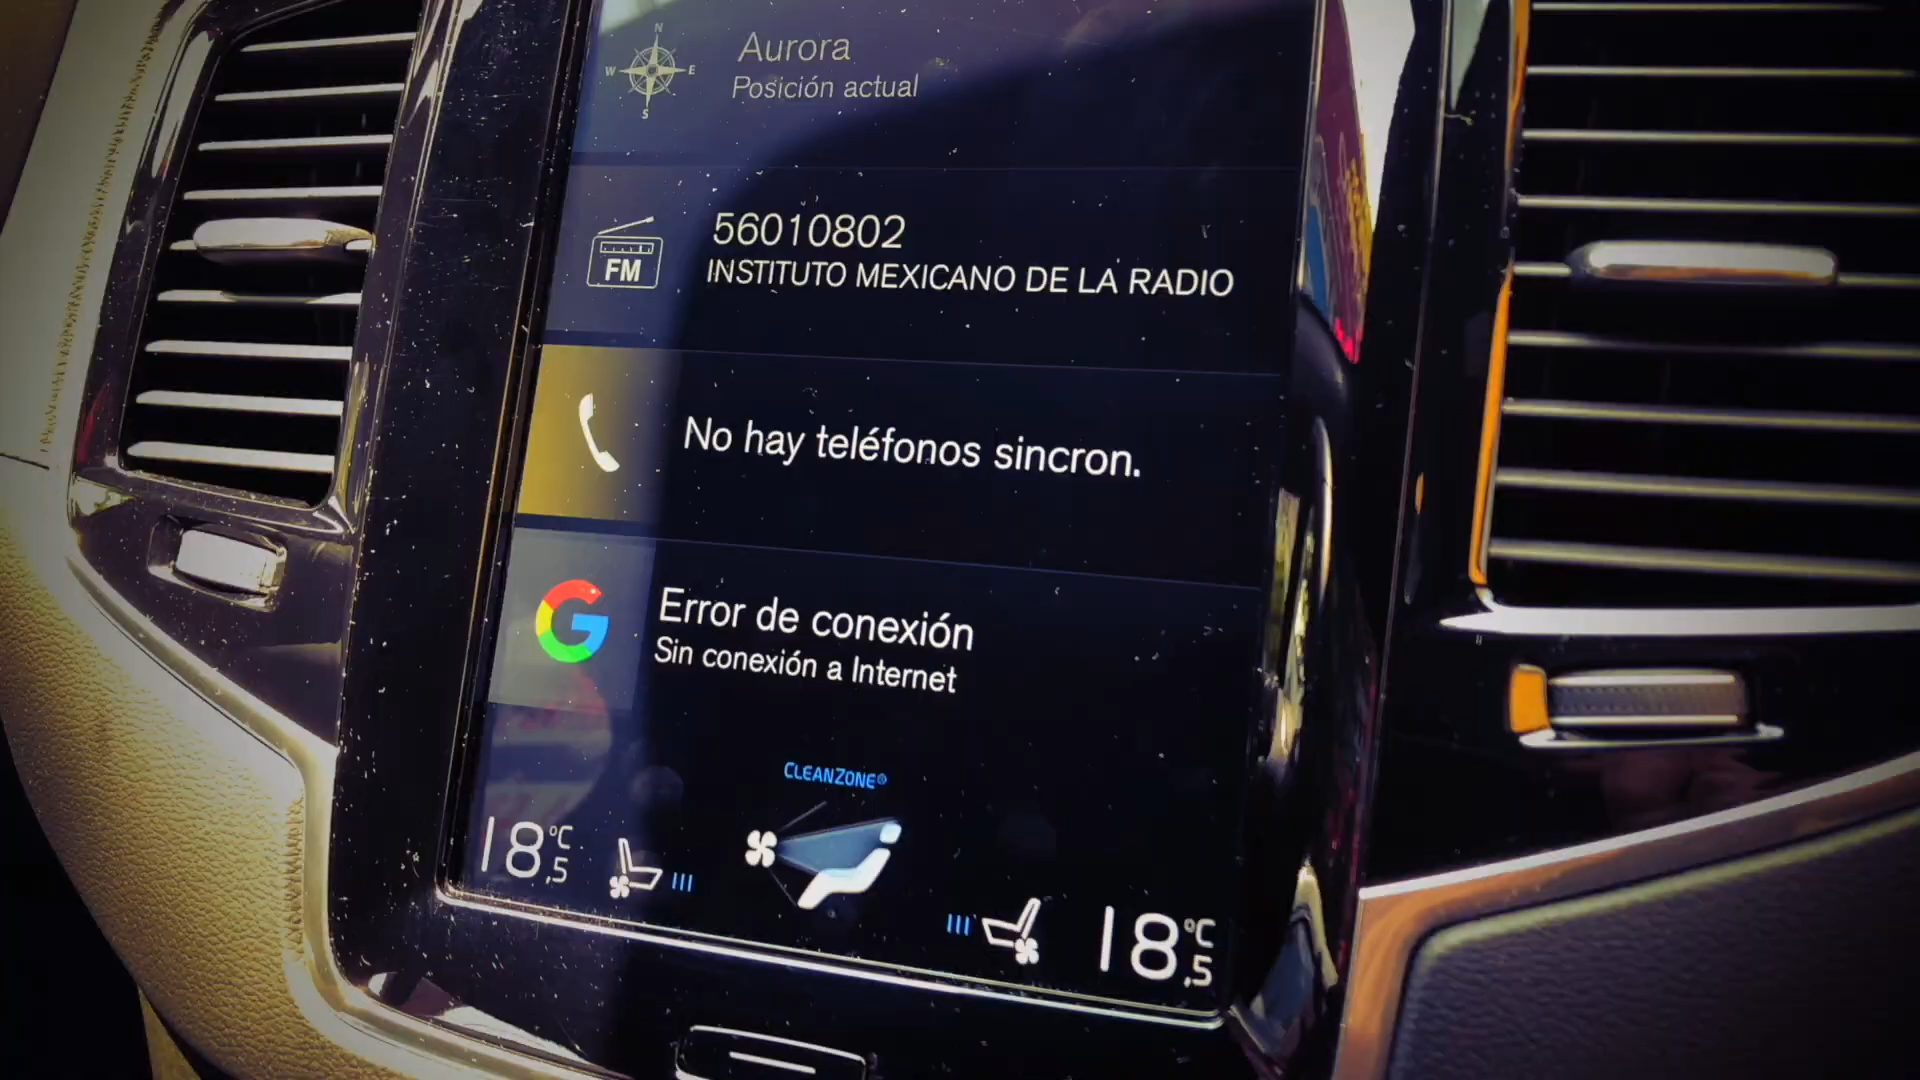 N
W E
S
Aurora
Posición actual
FM
56010802
INSTITUTO MEXICANO DE LA RADIO
No hay teléfonos sincron.
G
Error de conexión
Sin conexión a Internet
CLEANZONE®
18,5 °C
18,5 °C